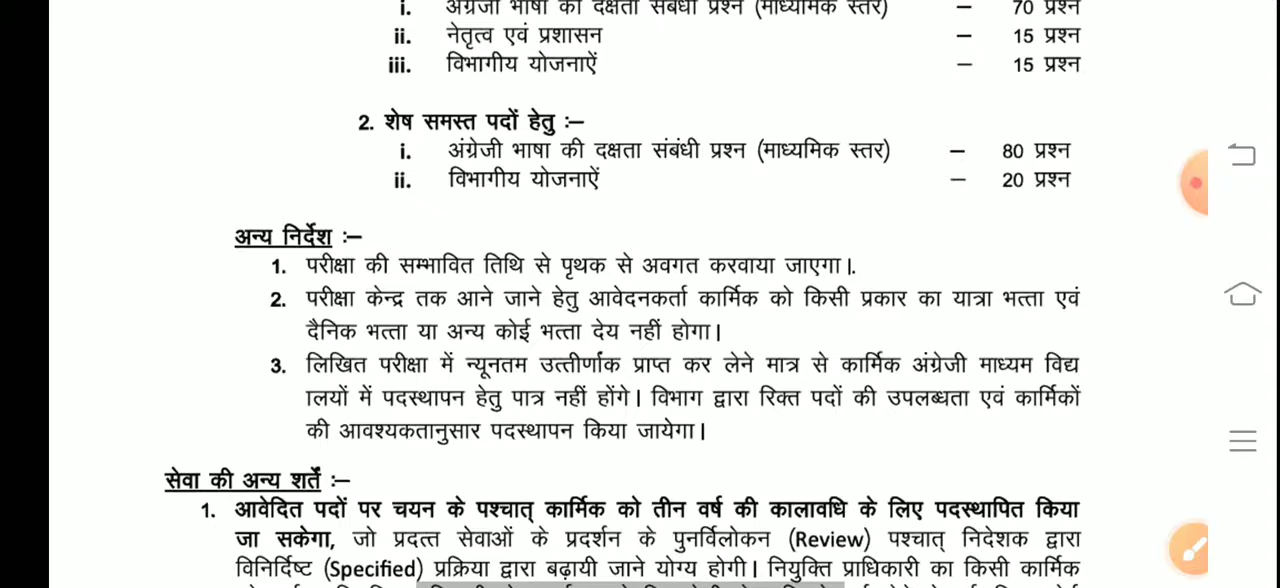 i. अंग्रेजी भाषा की दक्षता संबंधी प्रश्न (माध्यमिक स्तर) – 70 प्रश्न
ii. नेतृत्व एवं प्रशासन – 15 प्रश्न
iii. विभागीय योजनाऐं – 15 प्रश्न
2. शेष समस्त पदों हेतु :–
i. अंग्रेजी भाषा की दक्षता संबंधी प्रश्न (माध्यमिक स्तर) – 80 प्रश्न
ii. विभागीय योजनाऐं – 20 प्रश्न
अन्य निर्देश :–
1. परीक्षा की सम्भावित तिथि से पृथक से अवगत करवाया जाएगा।.
2. परीक्षा केन्द्र तक आने जाने हेतु आवेदनकर्ता कार्मिक को किसी प्रकार का यात्रा भत्ता एवं
दैनिक भत्ता या अन्य कोई भत्ता देय नहीं होगा।
3. लिखित परीक्षा में न्यूनतम उत्तीर्णांक प्राप्त कर लेने मात्र से कार्मिक अंग्रेजी माध्यम विद्य
ालयों में पदस्थापन हेतु पात्र नहीं होंगे। विभाग द्वारा रिक्त पदों की उपलब्धता एवं कार्मिकों
की आवश्यकतानुसार पदस्थापन किया जायेगा।
सेवा की अन्य शर्तें :–
1. आवेदित पदों पर चयन के पश्चात् कार्मिक को तीन वर्ष की कालावधि के लिए पदस्थापित किया
जा सकेगा, जो प्रदत्त सेवाओं के प्रदर्शन के पुनर्विलोकन (Review) पश्चात् निदेशक द्वारा
विनिर्दिष्ट (Specified) प्रक्रिया द्वारा बढ़ायी जाने योग्य होगी। नियुक्ति प्राधिकारी का किसी कार्मिक